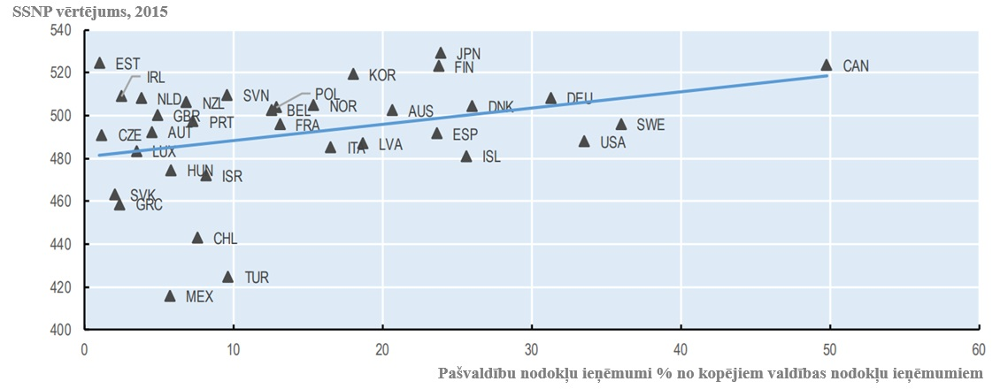 SSNP vērtējums, 2015
540
JPN
EST
FIN
CAN
520
IRL
KOR
NLD
NZL
SVN
POL
BEL
NOR
AUS
DNK
DEU
500
GBR
PRT
FRA
SWE
CZE
AUT
ESP
USA
480
LUX
ITA
LVA
ISL
HUN
ISR
460
SVK
GRC
440
CHL
420
TUR
MEX
400
0 10 20 30 40 50 60
Pašvaldību nodokļu ieņēmumi % no kopējiem valdības nodokļu ieņēmumiem